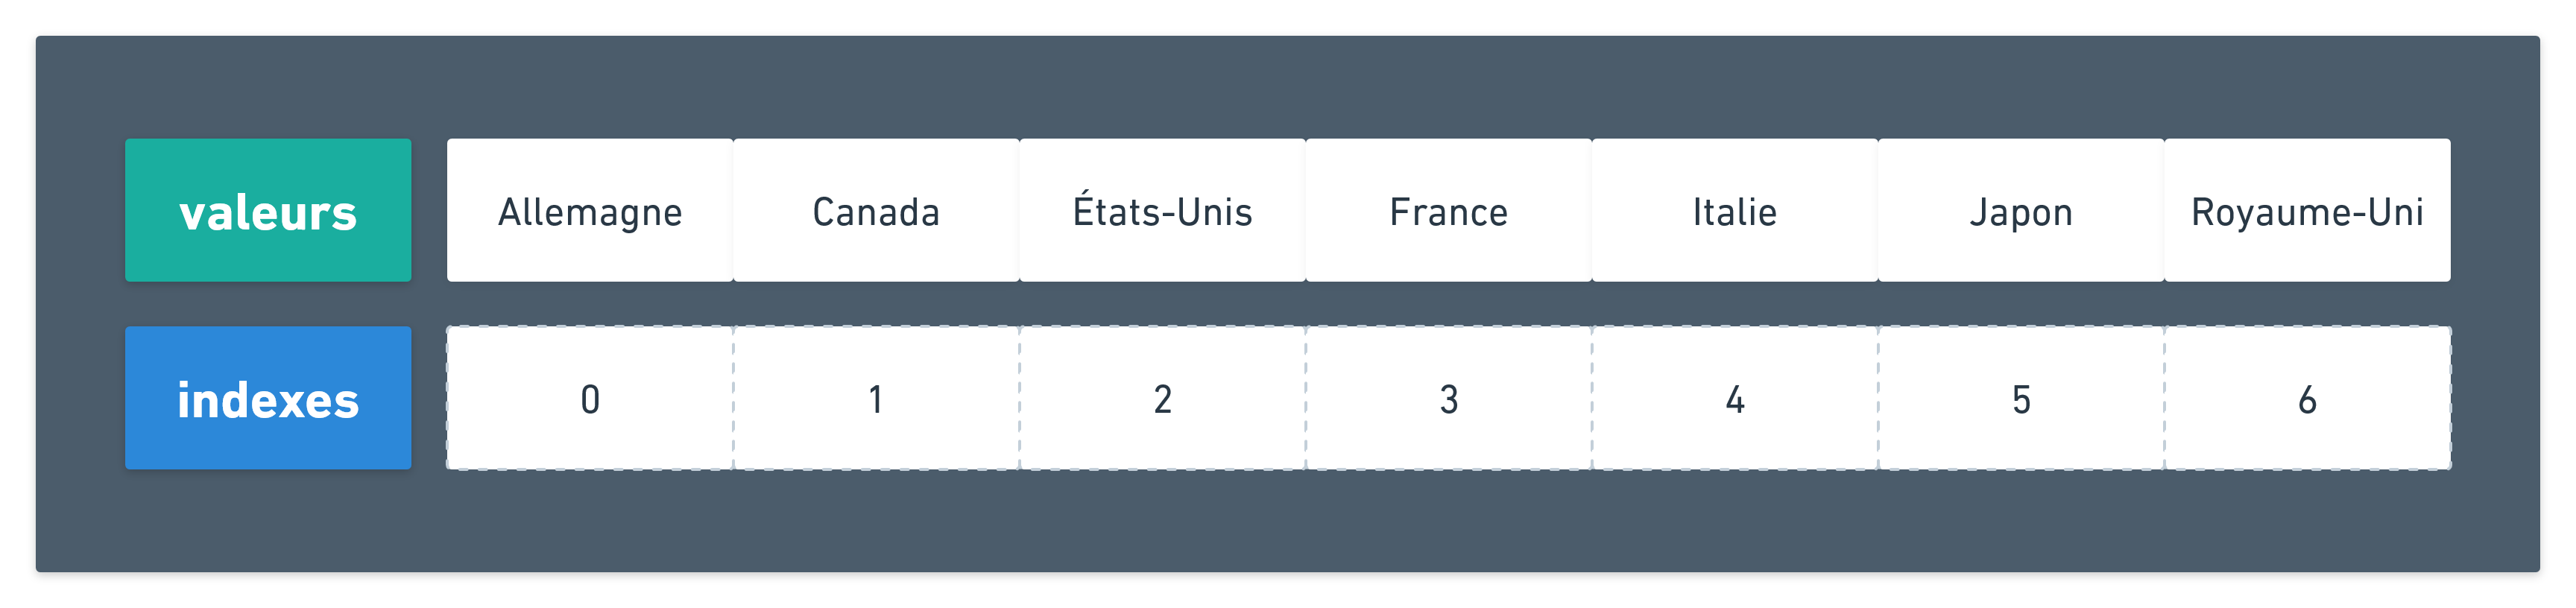 valeurs Allemagne Canada États-Unis France Italie Japon Royaume-Uni
indexes 0 1 2 3 4 5 6